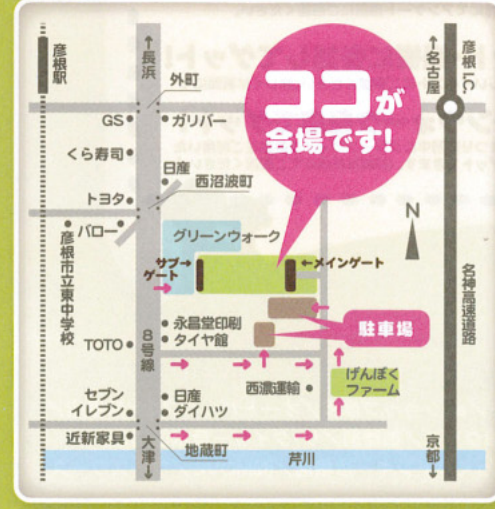 彦根駅
↑長浜
外町
GS
ガリバー
くら寿司
日産
西沼波町
トヨタ
バロー
彦根市立東中学校
グリーンウォーク
サブ→
ゲート
←メインゲート
ココが
会場です!
↑名古屋
彦根I.C.
N
名神高速道路
永昌堂印刷
タイヤ館
TOTO
8号線
駐車場
西濃運輸
げんぼく
ファーム
セブン
イレブン
日産
ダイハツ
近新家具
大津↓
地蔵町
芹川
京都↓